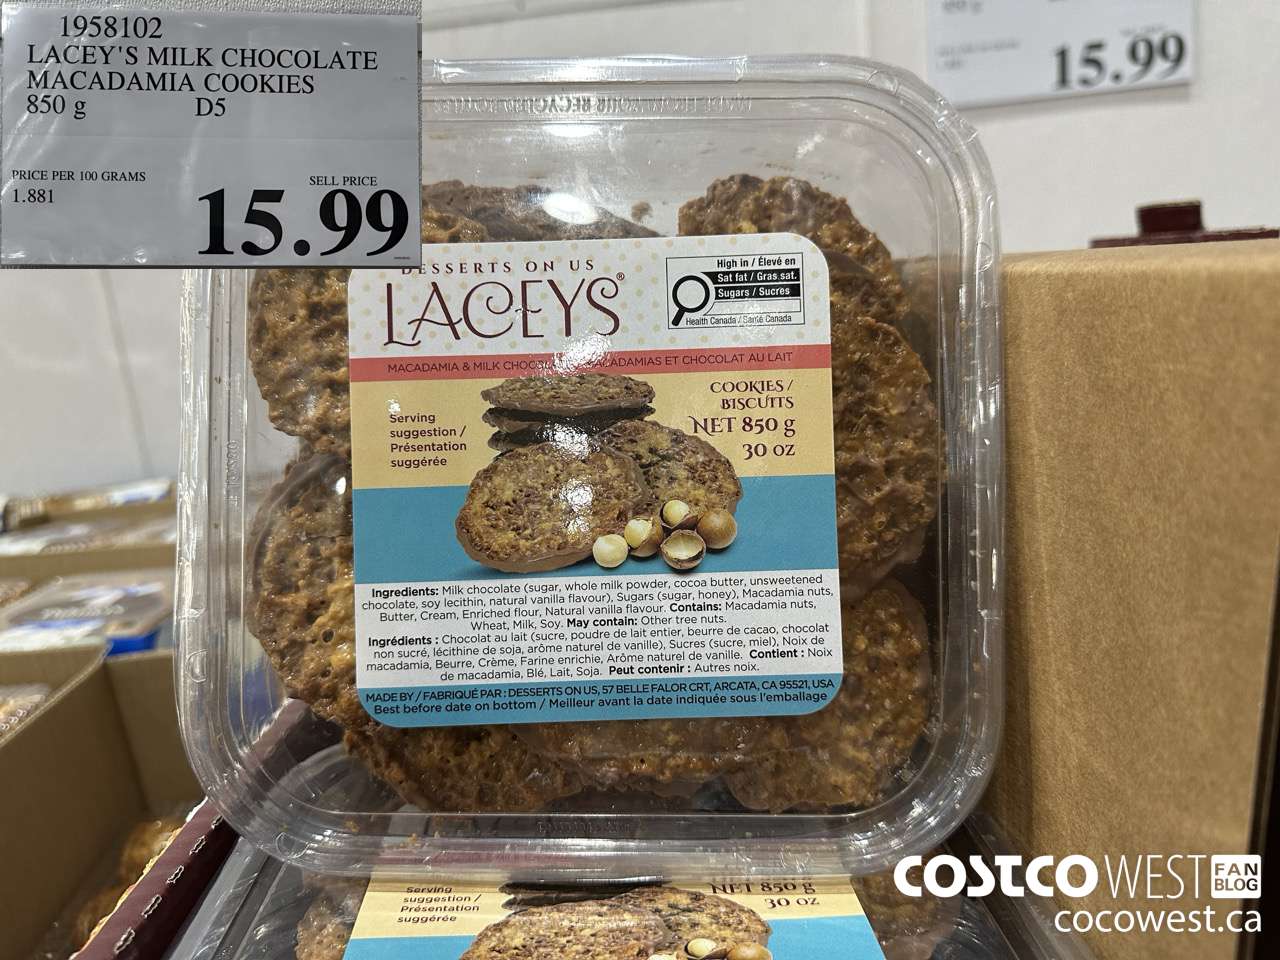 1958102
LACEY'S MILK CHOCOLATE
MACADAMIA COOKIES
850 g D5
PRICE PER 100 GRAMS
1.881
SELL PRICE
15.99
15.99
DESSERTS ON US
LACEYS®
High in / Élevé en
Sat fat / Gras sat.
Sugars / Sucres
Health Canada / Santé Canada
MACADAMIA & MILK CHOCOL ACADAMIAS ET CHOCOLAT AU LAIT
COOKIES /
BISCUITS
NET 850 g
30 oz
Serving
suggestion /
Présentation
suggérée
Ingredients: Milk chocolate (sugar, whole milk powder, cocoa butter, unsweetened
chocolate, soy lecithin, natural vanilla flavour), Sugars (sugar, honey), Macadamia nuts,
Butter, Cream, Enriched flour, Natural vanilla flavour. Contains: Macadamia nuts,
Wheat, Milk, Soy. May contain: Other tree nuts.
Ingrédients : Chocolat au lait (sucre, poudre de lait entier, beurre de cacao, chocolat
non sucré, lécithine de soja, arôme naturel de vanille), Sucres (sucre, miel), Noix de
macadamia, Beurre, Crème, Farine enrichie, Arôme naturel de vanille. Contient : Noix
de macadamia, Blé, Lait, Soja. Peut contenir : Autres noix.
MADE BY / FABRIQUÉ PAR : DESSERTS ON US, 57 BELLE FALOR CRT, ARCATA, CA 95521, USA
Best before date on bottom / Meilleur avant la date indiquée sous l'emballage
Serving
suggestion /
Présentation
suggérée
NET 850 g
30 oz
COSTCO WEST FAN BLOG
cocowest.ca